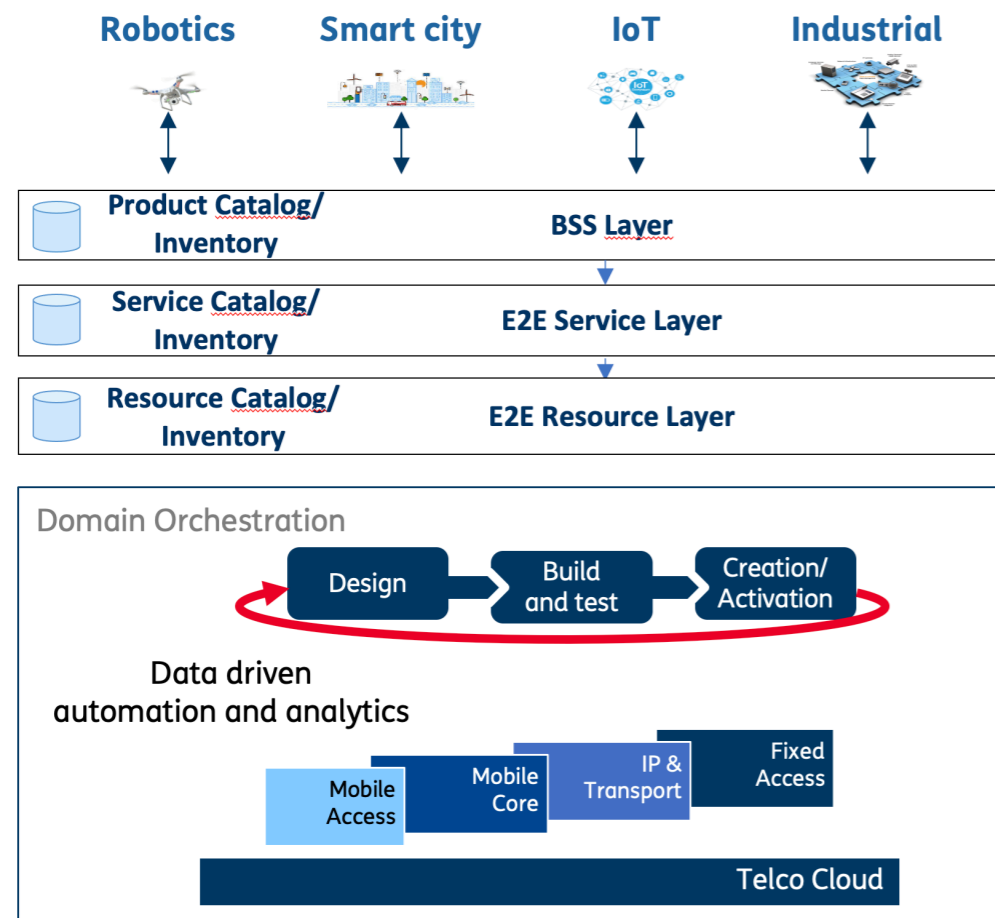 Robotics
Smart city
IoT
Industrial
IoT
Product Catalog/
Inventory
BSS Layer
Service Catalog/
Inventory
E2E Service Layer
Resource Catalog/
Inventory
E2E Resource Layer
Domain Orchestration
Design
Build
and test
Creation/
Activation
Data driven
automation and analytics
Mobile
Access
Mobile
Core
IP &
Transport
Fixed
Access
Telco Cloud